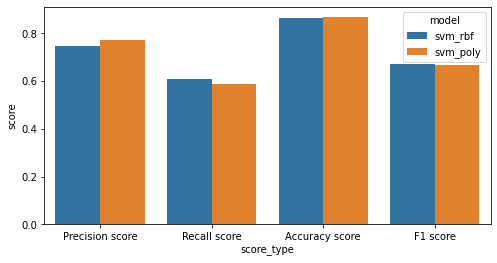 model
svm_rbf
svm_poly
score
0.8
0.6
0.4
0.2
0.0
Precision score
Recall score
Accuracy score
F1 score
score_type